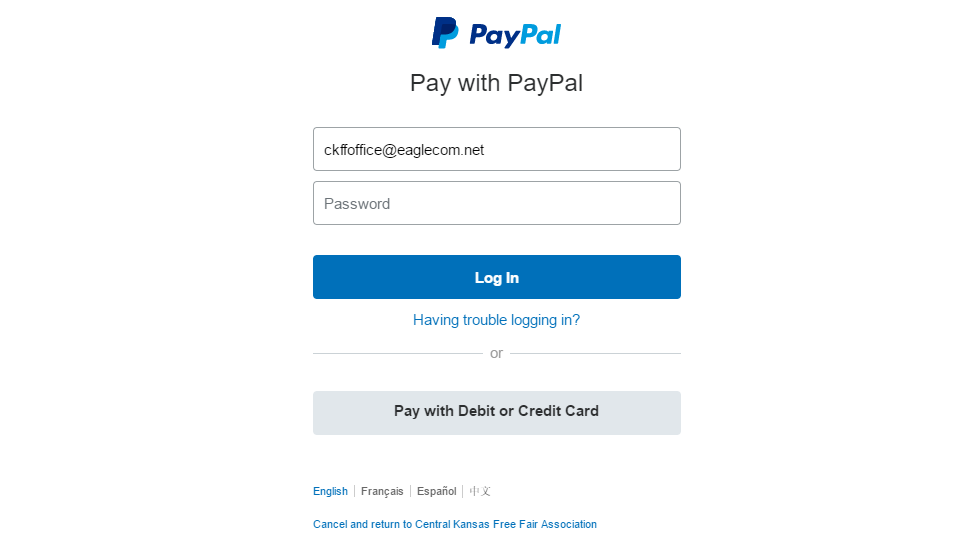 PayPal
Pay with PayPal
ckffoffice@eaglecom.net
Password
Log In
Having trouble logging in?
or
Pay with Debit or Credit Card
English Français Español 中文
Cancel and return to Central Kansas Free Fair Association